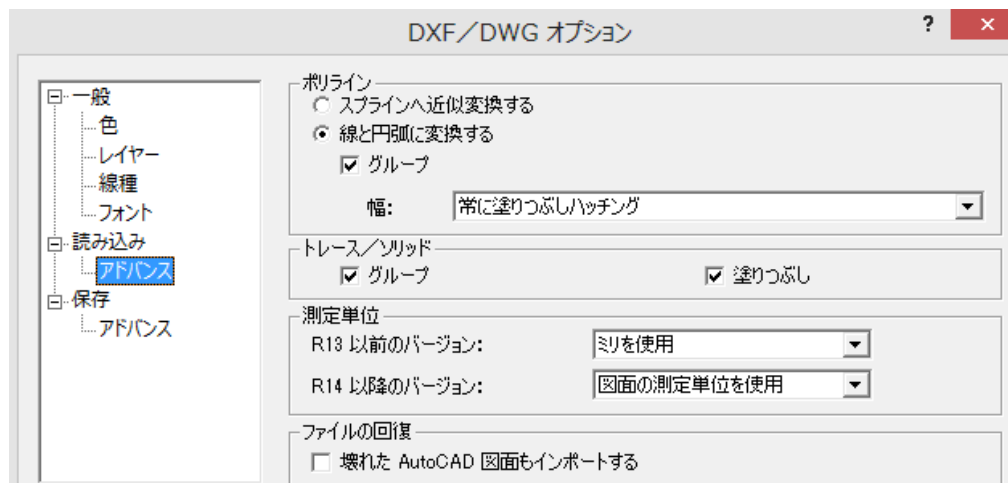 DXF／DWG オプション
?
×
一般
色
レイヤー
線種
フォント
読み込み
アドバンス
保存
アドバンス
ポリライン
スプラインへ近似変換する
線と円弧に変換する
グループ
幅: 常に塗りつぶしハッチング
トレース／ソリッド
グループ 塗りつぶし
測定単位
R13 以前のバージョン: ミリを使用
R14 以降のバージョン: 図面の測定単位を使用
ファイルの回復
壊れた AutoCAD 図面もインポートする